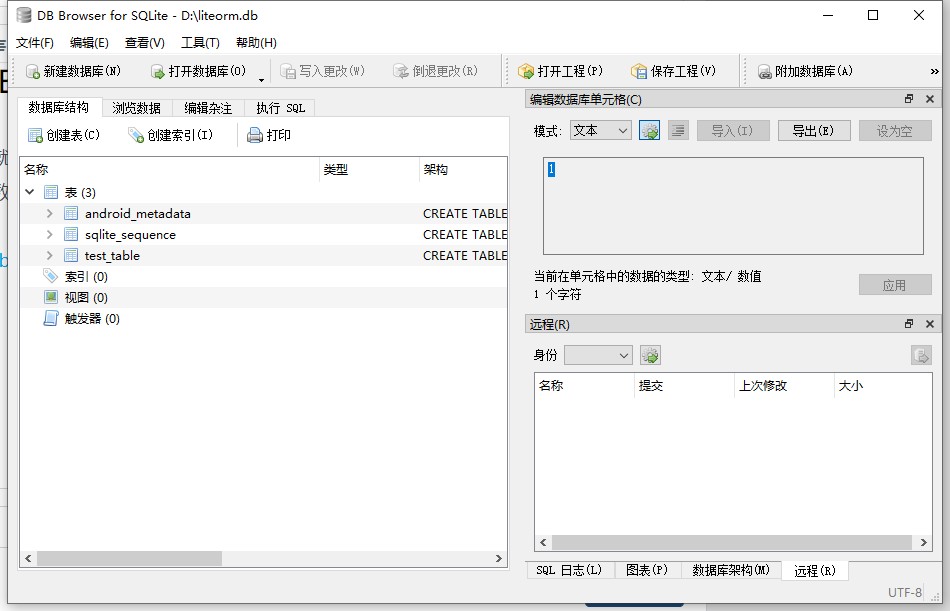 DB Browser for SQLite - D:\liteorm.db
文件(F) 编辑(E) 查看(V) 工具(T) 帮助(H)
新建数据库(N) 打开数据库(O) 写入更改(W) 倒退更改(R) 打开工程(P) 保存工程(V) 附加数据库(A) »
数据库结构 浏览数据 编辑杂注 执行 SQL
创建表(C) 创建索引(I) 打印
名称 类型 架构
表 (3)
android_metadata CREATE TABLE
sqlite_sequence CREATE TABLE
test_table CREATE TABLE
索引 (0)
视图 (0)
触发器 (0)
编辑数据库单元格(C)
模式: 文本 导入(I) 导出(E) 设为空
1
当前在单元格中的数据的类型: 文本/ 数值
1 个字符
应用
远程(R)
身份
名称 提交 上次修改 大小
SQL 日志(L) 图表(P) 数据库架构(M) 远程(R)
UTF-8